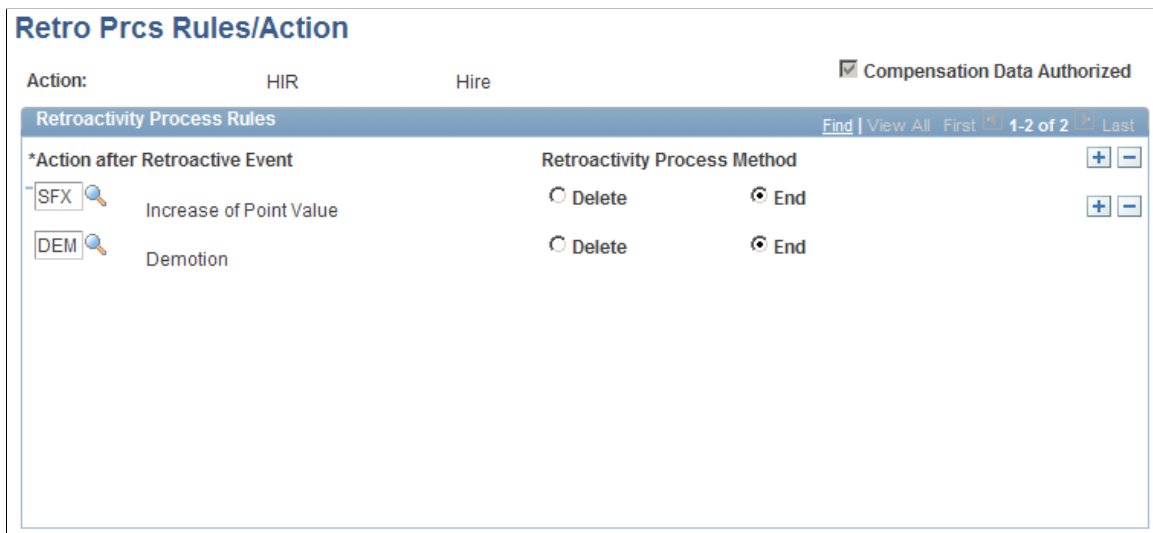 Retro Prcs Rules/Action
Action: HIR Hire Compensation Data Authorized
Retroactivity Process Rules Find | View All First 1-2 of 2 Last
*Action after Retroactive Event Retroactivity Process Method
SFX Increase of Point Value Delete End
DEM Demotion Delete End